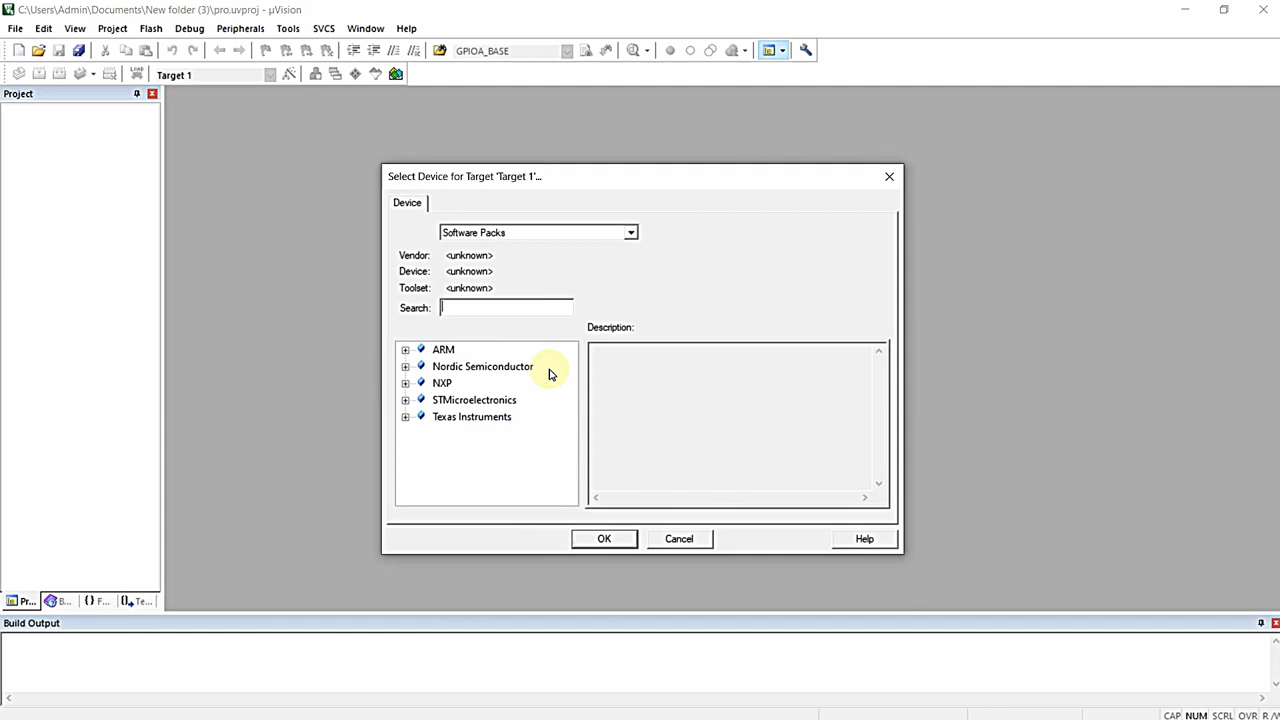 C:\Users\Admin\Documents\New folder (3)\pro.uvproj - µVision
File Edit View Project Flash Debug Peripherals Tools SVCS Window Help
GPIOA_BASE
LOAD Target 1
Project
Select Device for Target 'Target 1'...
Device
Software Packs
Vendor: <unknown>
Device: <unknown>
Toolset: <unknown>
Search:
Description:
ARM
Nordic Semiconductor
NXP
STMicroelectronics
Texas Instruments
OK Cancel Help
Pr... B... {} F... Te...
Build Output
CAP NUM SCRL OVR